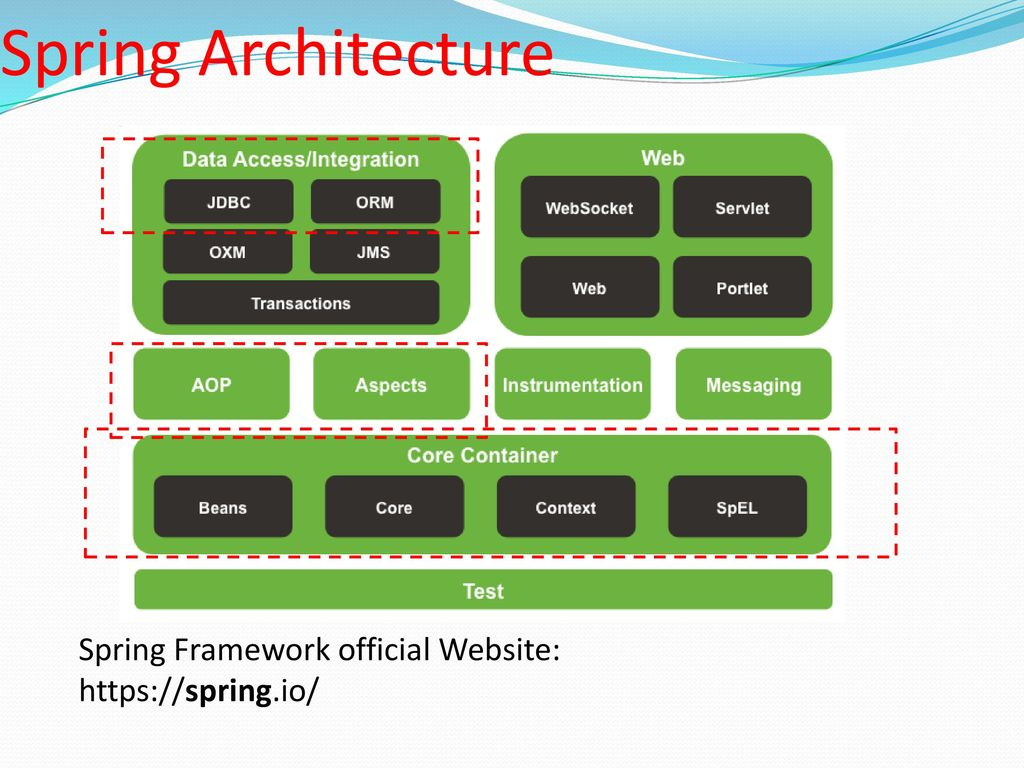 Spring Architecture
Data Access/Integration
JDBC ORM
OXM JMS
Transactions
Web
WebSocket Servlet
Web Portlet
AOP Aspects Instrumentation Messaging
Core Container
Beans Core Context SpEL
Test
Spring Framework official Website:
https://spring.io/